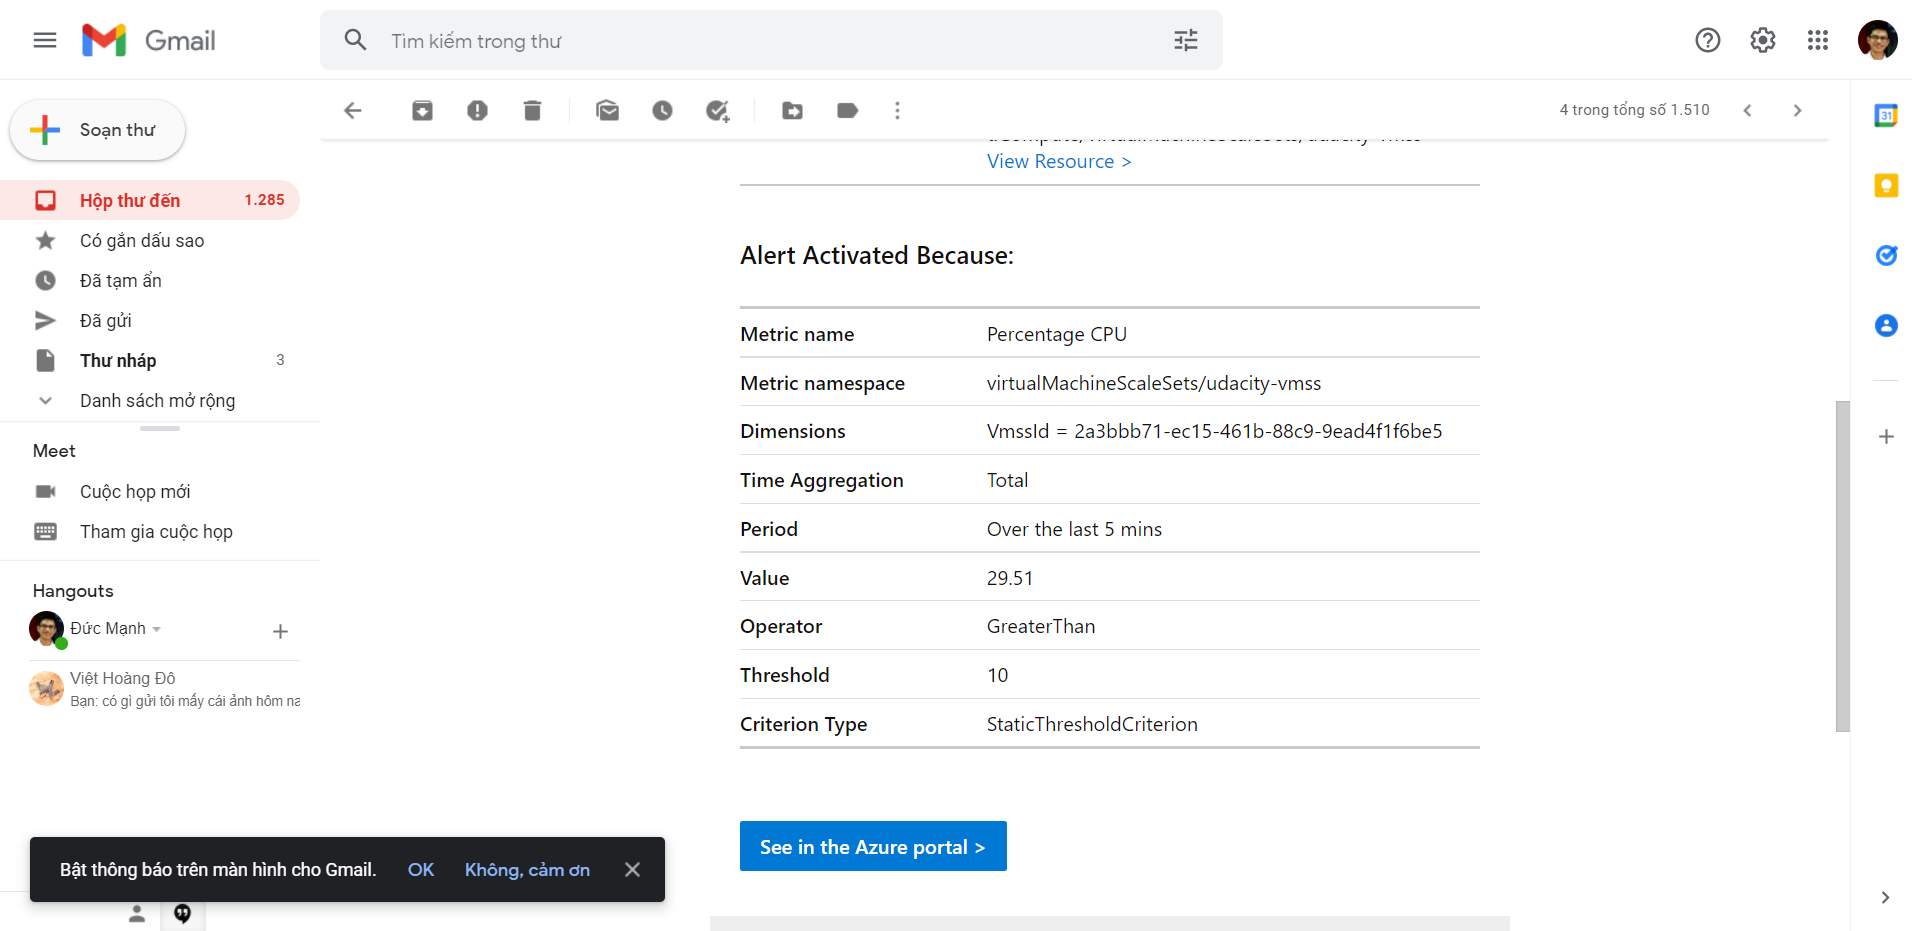 Gmail
Tìm kiếm trong thư
Soạn thư
4 trong tổng số 1.510
Hộp thư đến 1.285
Có gắn dấu sao
Đã tạm ẩn
Đã gửi
Thư nháp 3
Danh sách mở rộng
Meet
Cuộc họp mới
Tham gia cuộc họp
Hangouts
Đức Mạnh
Việt Hoàng Đô
Bạn: có gì gửi tôi mấy cái ảnh hôm na
View Resource >
Alert Activated Because:
Metric name Percentage CPU
Metric namespace virtualMachineScaleSets/udacity-vmss
Dimensions VmssId = 2a3bbb71-ec15-461b-88c9-9ead4f1f6be5
Time Aggregation Total
Period Over the last 5 mins
Value 29.51
Operator GreaterThan
Threshold 10
Criterion Type StaticThresholdCriterion
See in the Azure portal >
Bật thông báo trên màn hình cho Gmail. OK Không, cảm ơn
31